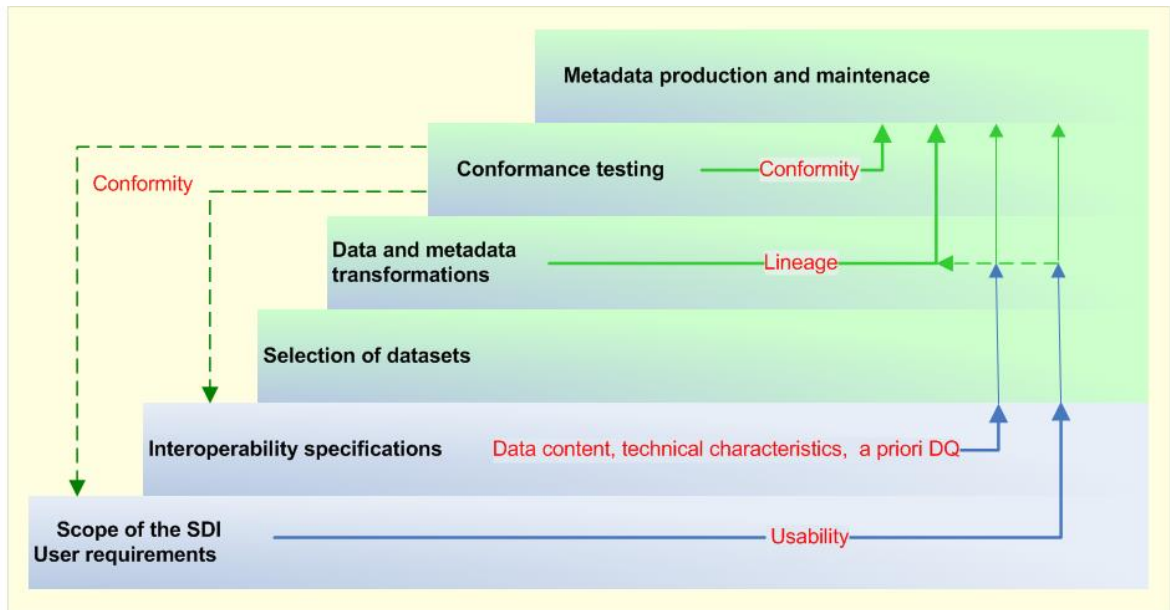 Metadata production and maintenace
Conformance testing
Conformity
Conformity
Data and metadata
transformations
Lineage
Selection of datasets
Interoperability specifications
Data content, technical characteristics, a priori DQ
Scope of the SDI
User requirements
Usability